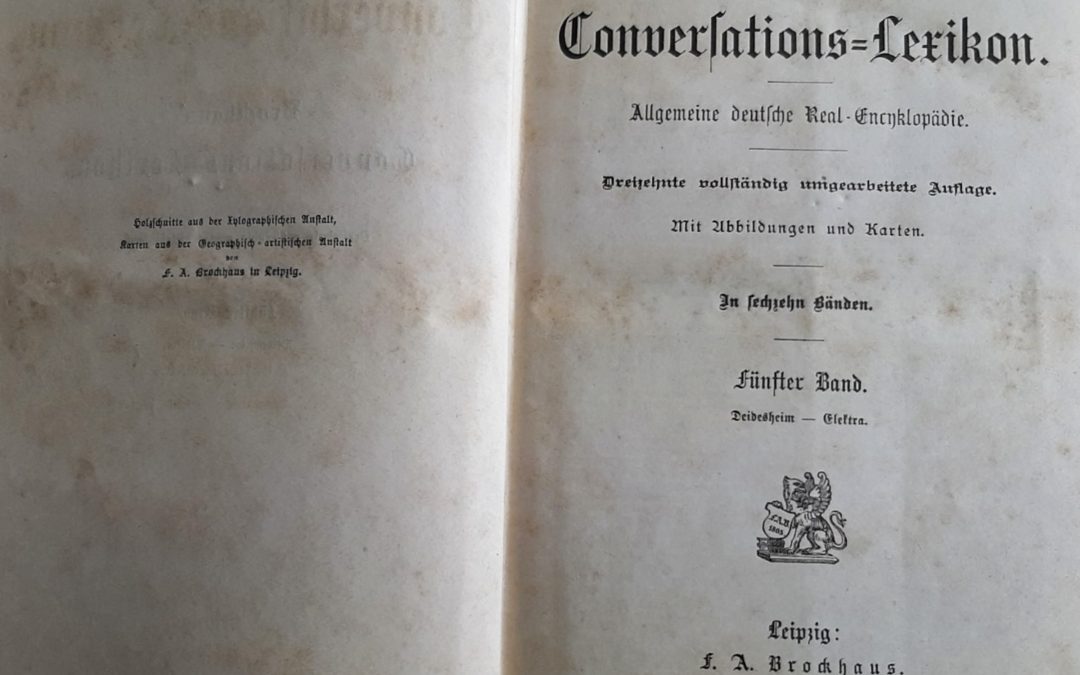 Holzschnitte aus der Xylographischen Anstalt,
Karten aus der Geographisch-artistischen Anstalt
von
F. A. Brockhaus in Leipzig.
Converſations=Lexikon.
Allgemeine deutſche Real-Encyklopädie.
Dreizehnte vollſtändig umgearbeitete Auflage.
Mit Abbildungen und Karten.
In ſechzehn Bänden.
Fünfter Band.
Deidesheim — Elektra.
F.A.B
1805
Leipzig:
F. A. Brockhaus.